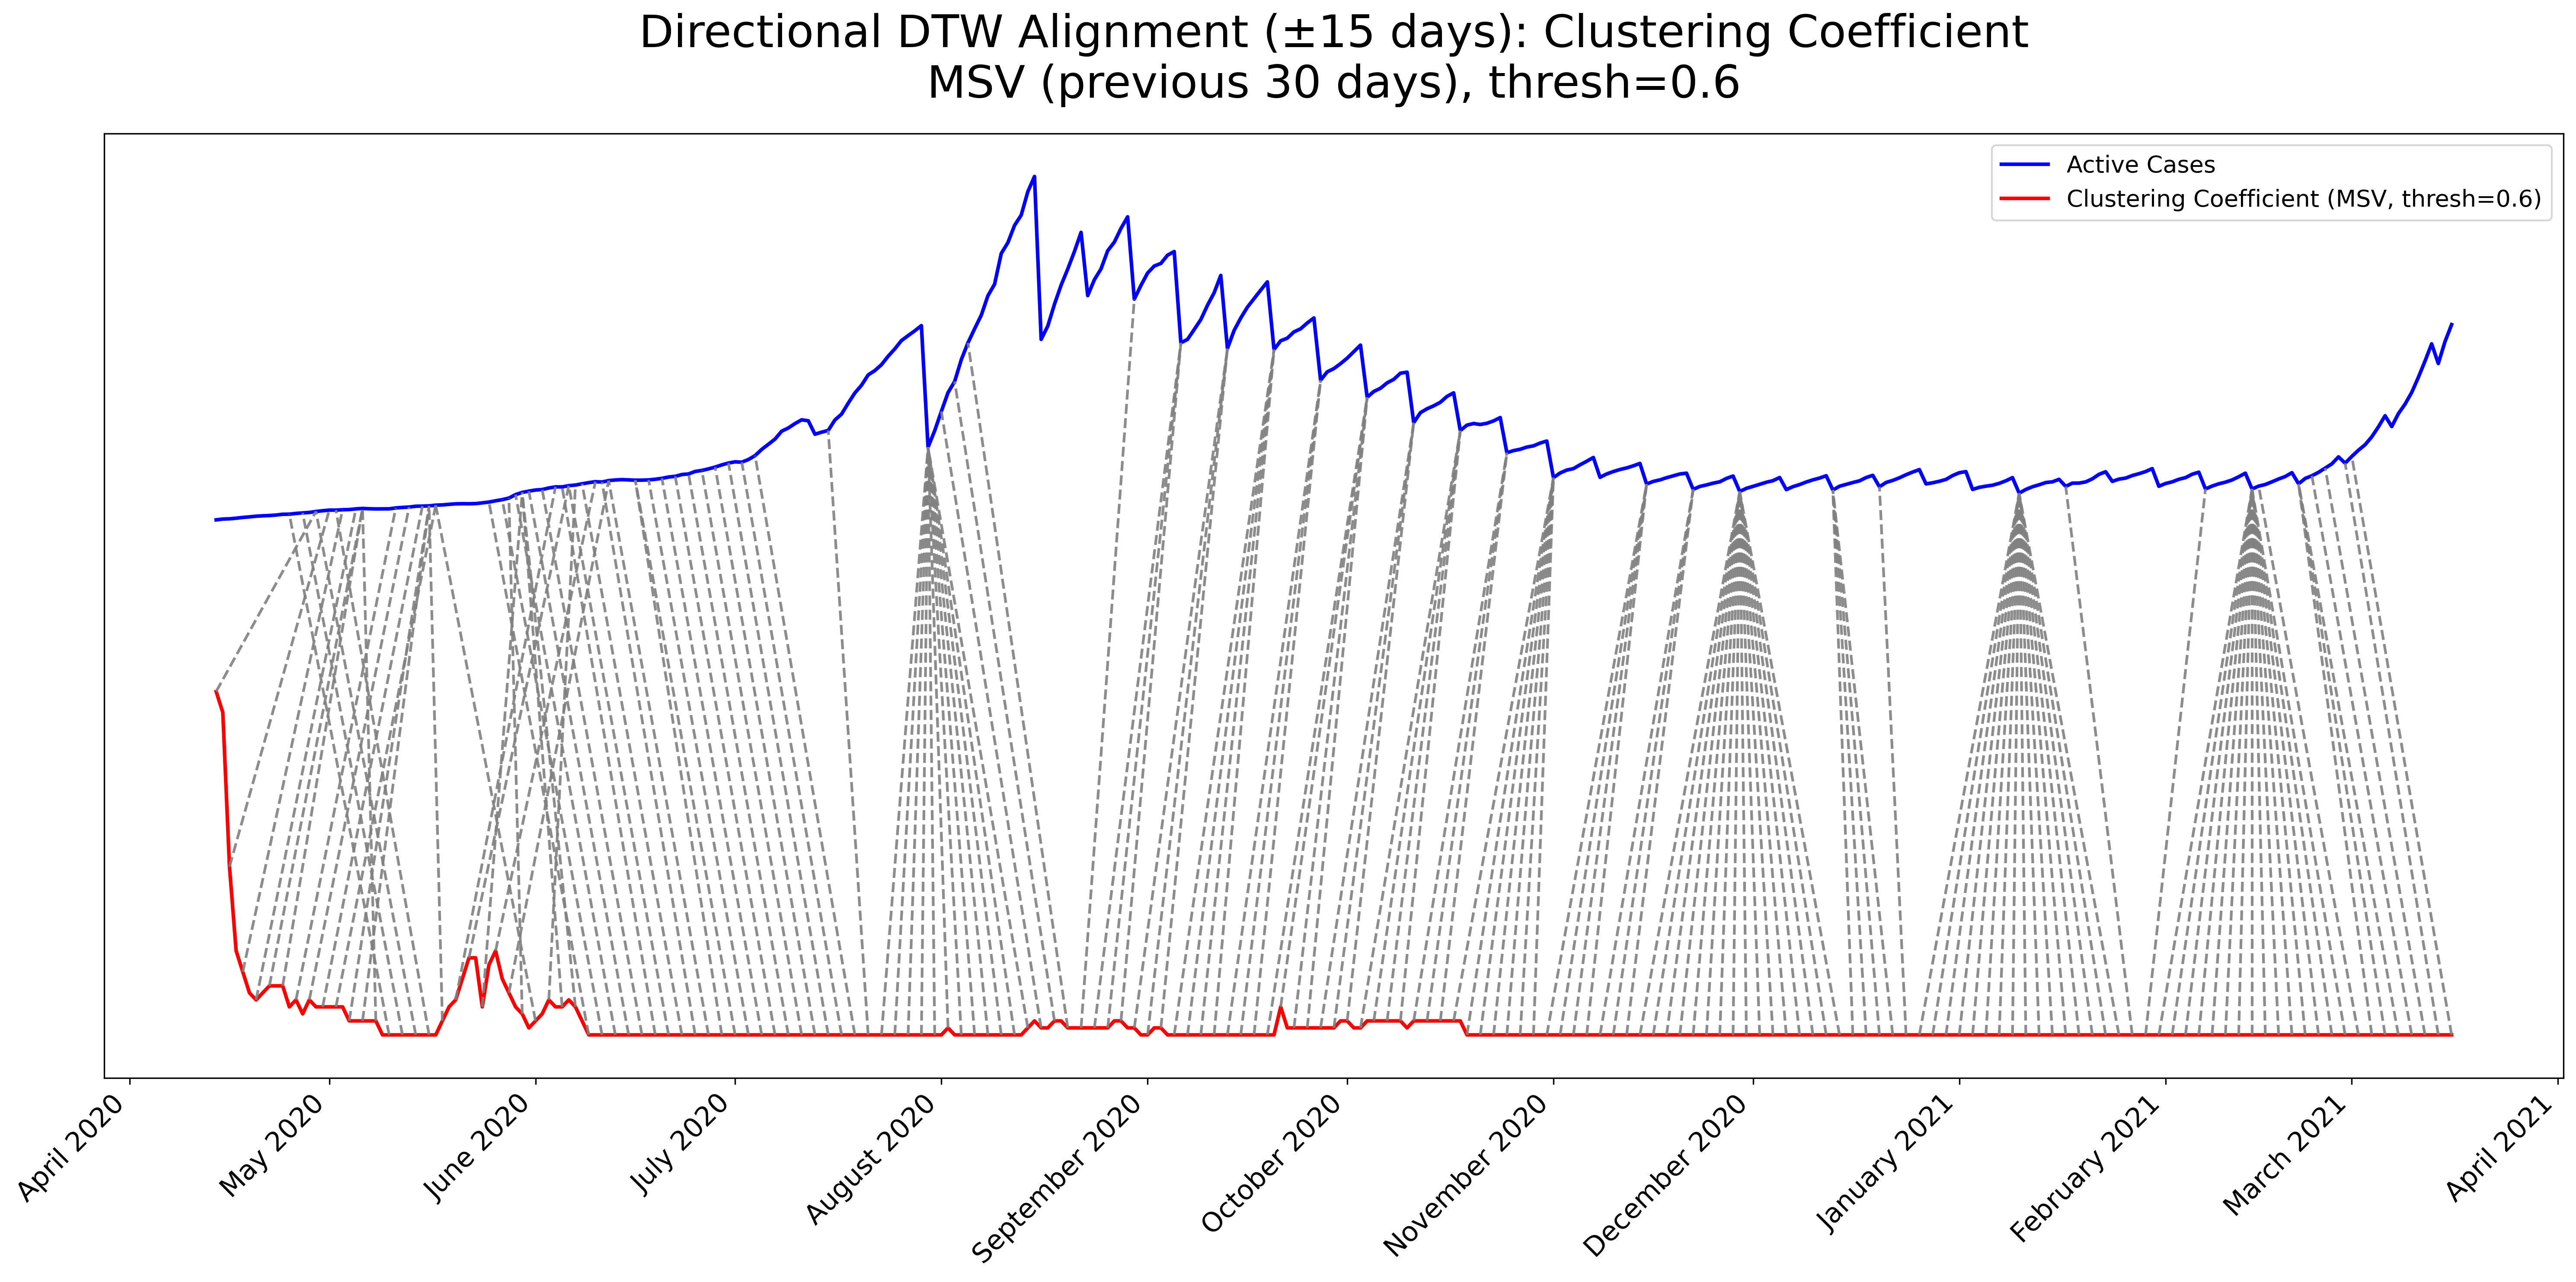 Directional DTW Alignment (±15 days): Clustering Coefficient
MSV (previous 30 days), thresh=0.6
Active Cases
Clustering Coefficient (MSV, thresh=0.6)
April 2020
May 2020
June 2020
July 2020
August 2020
September 2020
October 2020
November 2020
December 2020
January 2021
February 2021
March 2021
April 2021